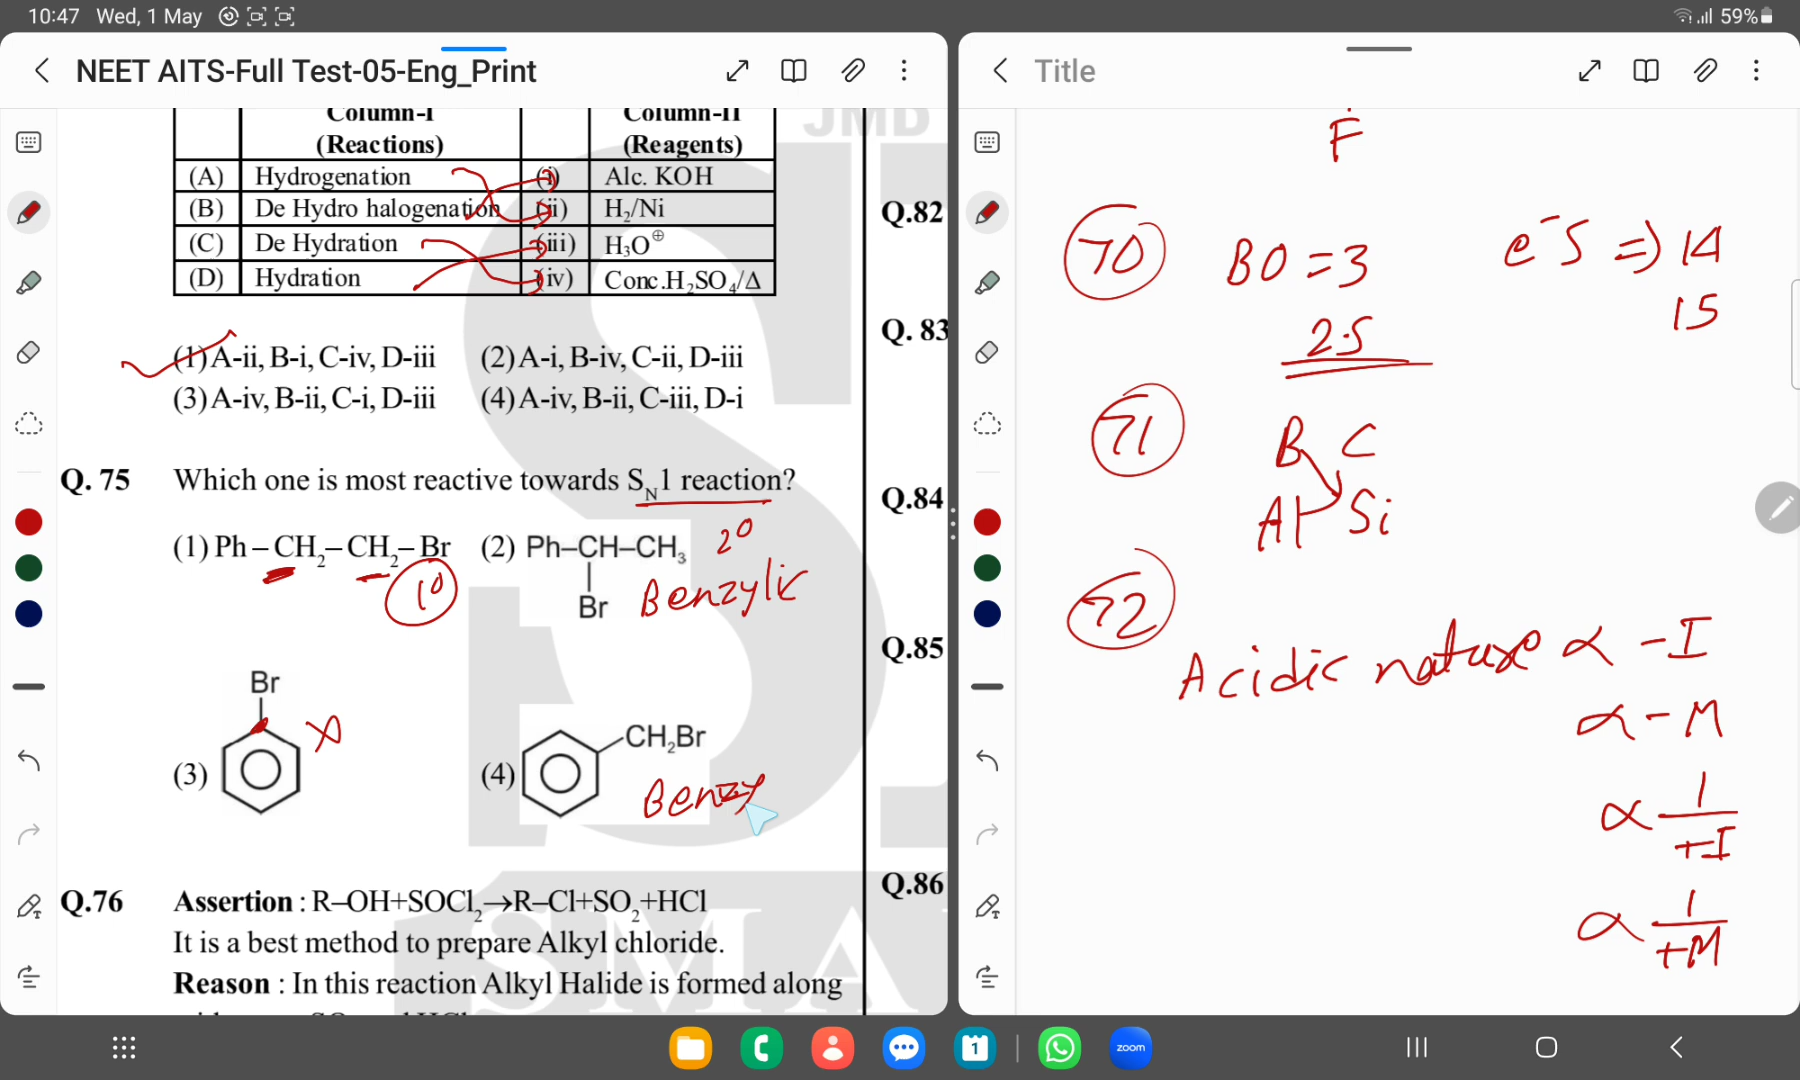 10:47 Wed, 1 May 59%
NEET AITS-Full Test-05-Eng_Print
Column-I Column-II
(Reactions) (Reagents)
(A) Hydrogenation (i) Alc. KOH
(B) De Hydro halogenation (ii) H₂/Ni
(C) De Hydration (iii) H₃O⊕
(D) Hydration (iv) Conc.H₂SO₄/Δ
(1) A-ii, B-i, C-iv, D-iii (2) A-i, B-iv, C-ii, D-iii
(3) A-iv, B-ii, C-i, D-iii (4) A-iv, B-ii, C-iii, D-i
Q. 75 Which one is most reactive towards S_N1 reaction?
(1) Ph–CH₂–CH₂–Br (2) Ph–CH–CH₃ 2°
1° Br Benzylic
Br
(3) (4) CH₂Br
Benzy
Q.76 Assertion : R–OH+SOCl₂→R–Cl+SO₂+HCl
It is a best method to prepare Alkyl chloride.
Reason : In this reaction Alkyl Halide is formed along
JMD
SMA
Q.82
Q. 83
Q.84
Q.85
Q.86
Title
F
70 BO = 3 e⁻s ⇒ 14
2.5 15
71 B C
Al Si
72
Acidic nature α -I
α -M
α 1/+I
α 1/+M
1
zoom